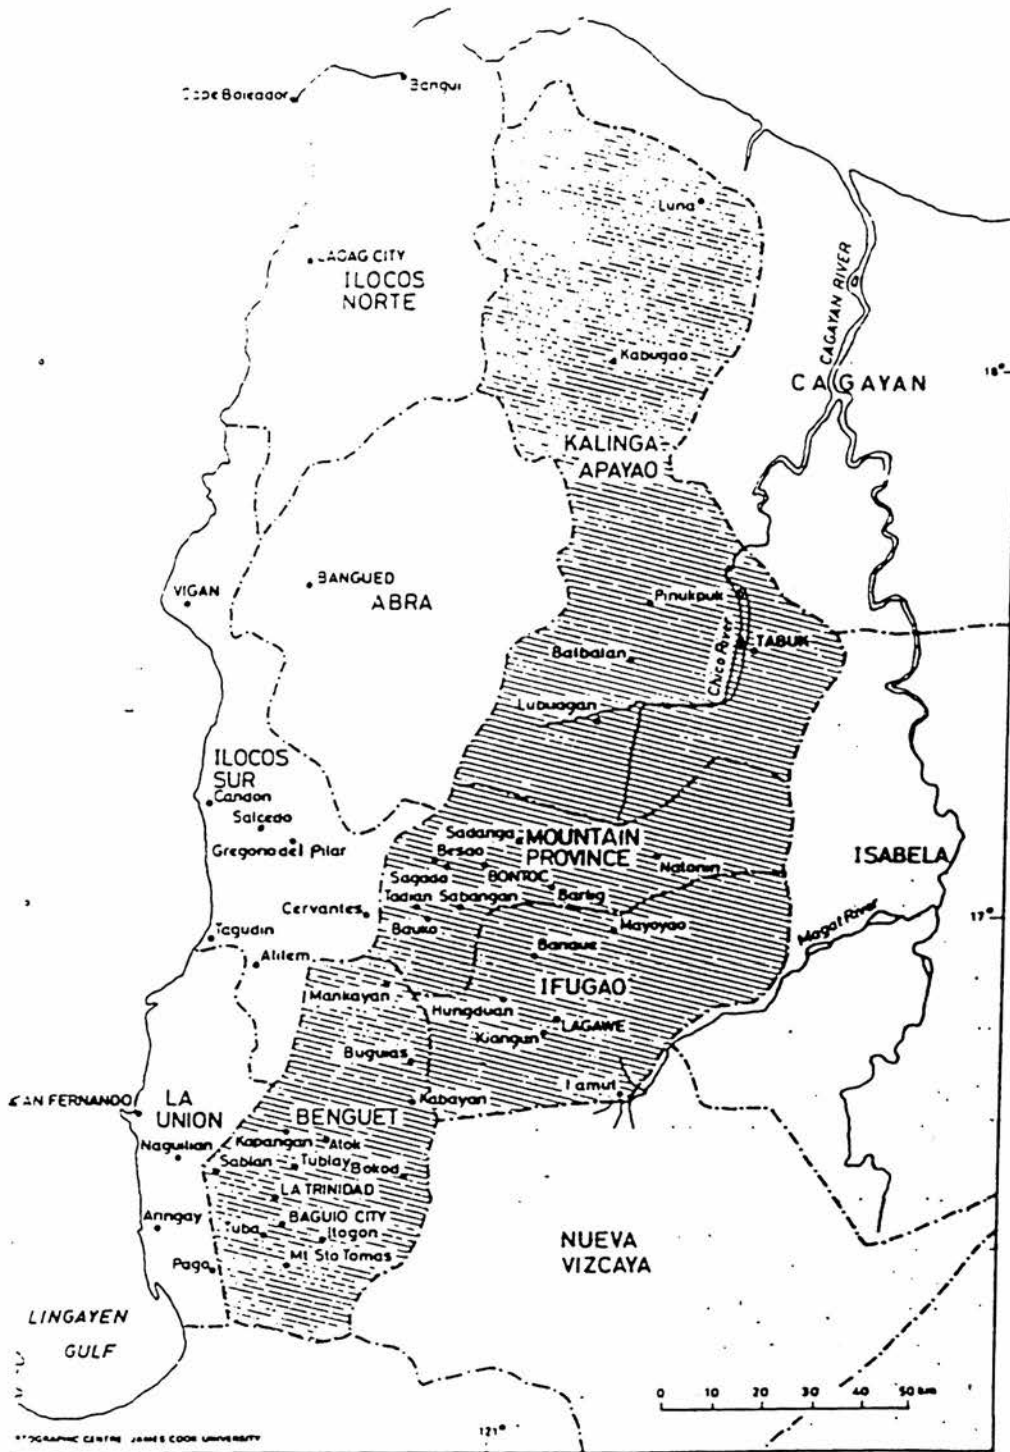 Bangui
Luna
ILOCOS
NORTE
CAGAYAN RIVER
Kabugao
18°
CAGAYAN
KALINGA
APAYAO
BANGUED
ABRA
VIGAN
Pinukpuk
Chico River
TABUK
Balbalan
Lubuagan
ILOCOS
SUR
Candon
Salcedo
Gregorio del Pilar
Sadanga
MOUNTAIN
PROVINCE
Besao
Natonin
ISABELA
Sagada
BONTOC
Barlig
Tadian
Sabangan
Cervantes
Bauko
Mayoyao
17°
Magat River
Tagudin
Banaue
Alilem
IFUGAO
Mankayan
Hungduan
LAGAWE
Kiangan
Buguias
Lamut
Kabayan
SAN FERNANDO
LA
UNION
BENGUET
Kapangan
Atok
Naguilian
Sablan
Tublay
Bokod
LA TRINIDAD
Aringay
BAGUIO CITY
Tuba
Itogon
NUEVA
VIZCAYA
Pago
Mt Sto Tomas
LINGAYEN
GULF
0 10 20 30 40 50 km
121°
CENTRE JAMES COOK UNIVERSITY